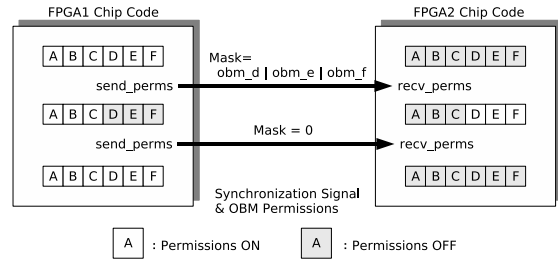 FPGA1 Chip Code
FPGA2 Chip Code
A B C D E F
Mask=
obm_d | obm_e | obm_f
A B C D E F
send_perms
recv_perms
A B C D E F
A B C D E F
send_perms
Mask = 0
recv_perms
A B C D E F
A B C D E F
Synchronization Signal
& OBM Permissions
A : Permissions ON
A : Permissions OFF